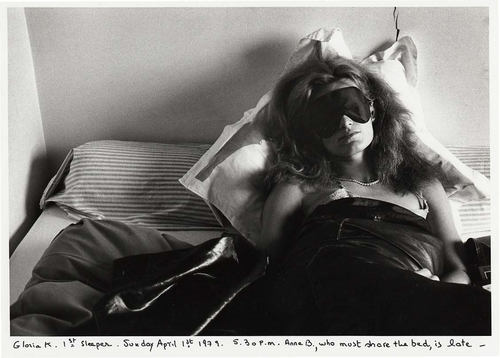 Gloria K. 1st sleeper. Sunday April 1st 1979. 5.30 P.m. Anne B, who must share the bed, is late –